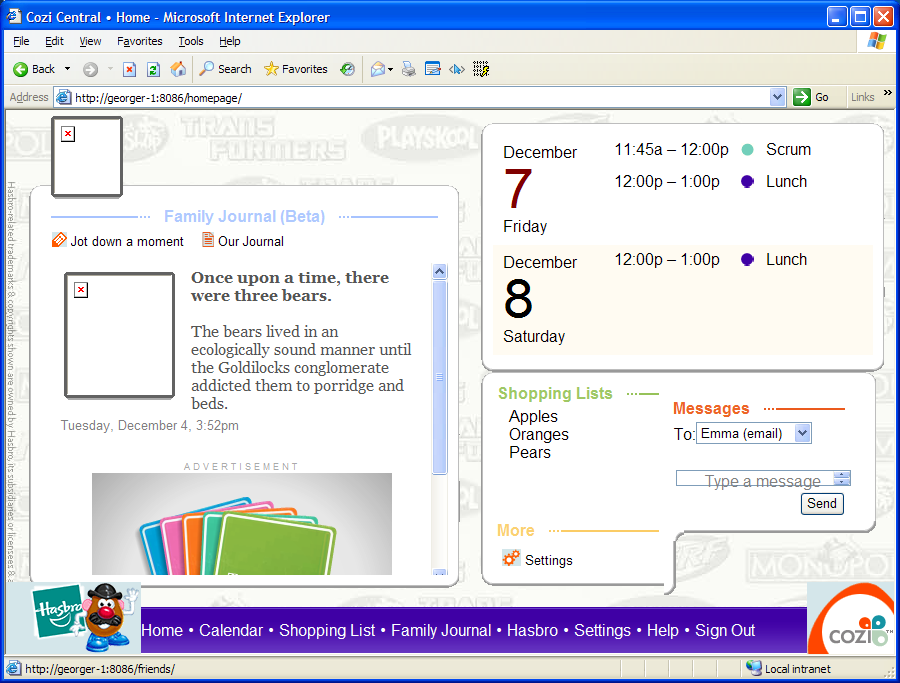 Cozi Central • Home - Microsoft Internet Explorer
File Edit View Favorites Tools Help
Back Search Favorites
Address http://georger-1:8086/homepage/ Go Links »
TRANSFORMERS
PLAYSKOOL
Family Journal (Beta)
Jot down a moment Our Journal
Once upon a time, there
were three bears.
The bears lived in an
ecologically sound manner until
the Goldilocks conglomerate
addicted them to porridge and
beds.
Tuesday, December 4, 3:52pm
ADVERTISEMENT
Hasbro-related trademarks & copyrights shown are owned by Hasbro, its subsidiaries or licensees &
December
7
Friday
11:45a – 12:00p Scrum
12:00p – 1:00p Lunch
December
8
Saturday
12:00p – 1:00p Lunch
Shopping Lists
Apples
Oranges
Pears
Messages
To: Emma (email)
Type a message
Send
More
Settings
MONOPO
Hasbro
Home • Calendar • Shopping List • Family Journal • Hasbro • Settings • Help • Sign Out
COZI TM
http://georger-1:8086/friends/ Local intranet